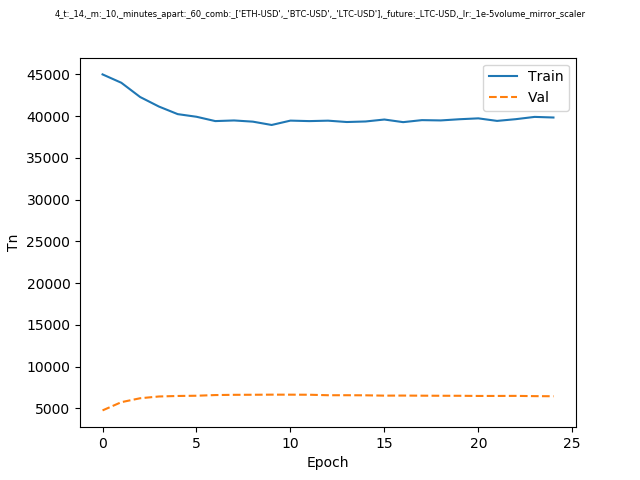 4_t:_14,_m:_10,_minutes_apart:_60_comb:_['ETH-USD',_'BTC-USD',_'LTC-USD'],_future:_LTC-USD,_lr:_1e-5volume_mirror_scaler
Train
Val
45000
40000
35000
30000
25000
20000
15000
10000
5000
Tn
0 5 10 15 20 25
Epoch